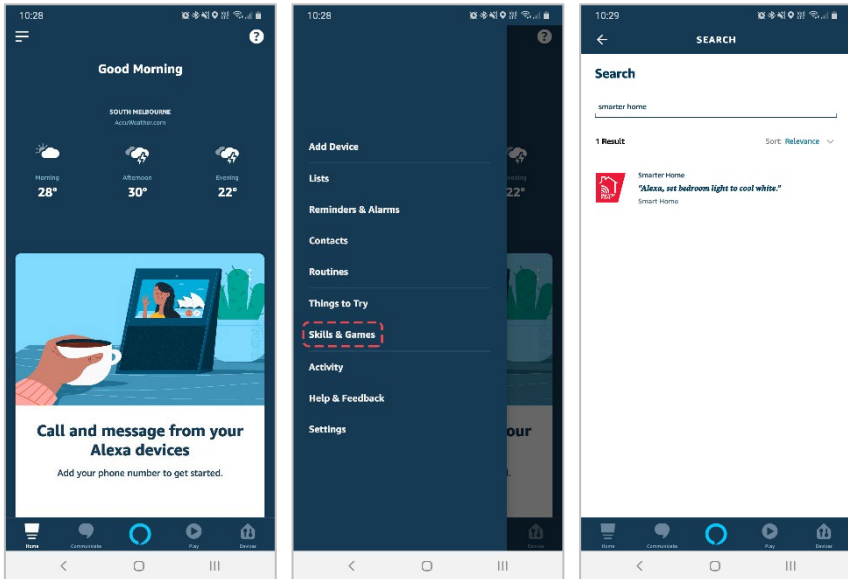 10:28
Good Morning
SOUTH MELBOURNE
AccuWeather.com
Morning
Afternoon
Evening
28°
30°
22°
Call and message from your
Alexa devices
Add your phone number to get started.
Home
Communicate
Play
Devices
10:28
Add Device
Lists
Reminders & Alarms
Contacts
Routines
Things to Try
Skills & Games
Activity
Help & Feedback
Settings
22°
our
10:29
SEARCH
Search
smarter home
1 Result
Sort: Relevance
Smarter Home
"Alexa, set bedroom light to cool white."
Smart Home
Home
Communicate
Play
Devices